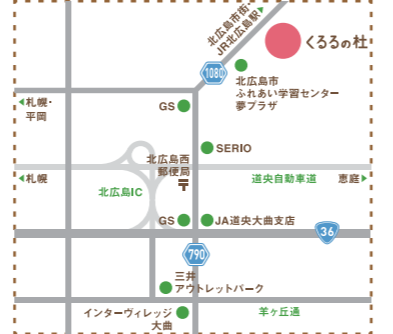 北広島市街・
JR北広島駅
くるるの杜
1080
北広島市
ふれあい学習センター
夢プラザ
札幌・
平岡
GS
SERIO
北広島西
郵便局
〒
札幌
道央自動車道
恵庭
北広島IC
GS
JA道央大曲支店
36
790
三井
アウトレットパーク
インターヴィレッジ
大曲
羊ヶ丘通